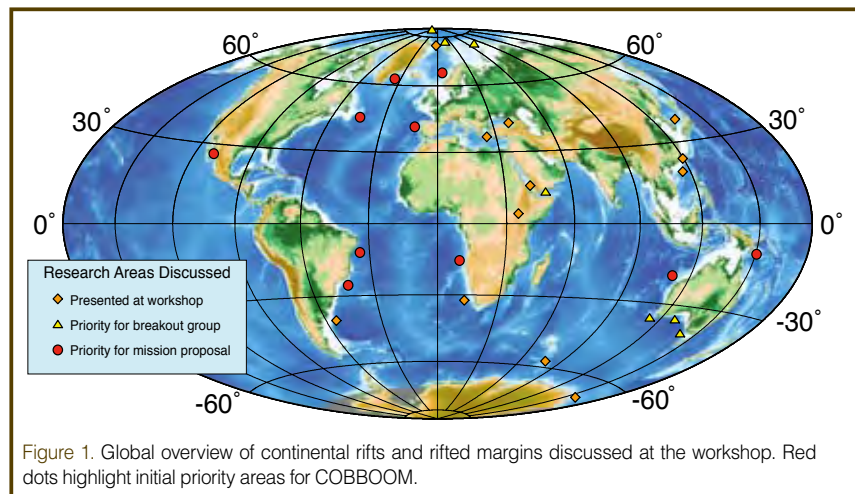 60°
60°
30°
30°
0°
0°
Research Areas Discussed
Presented at workshop
Priority for breakout group
Priority for mission proposal
-30°
-60°
-60°
Figure 1. Global overview of continental rifts and rifted margins discussed at the workshop. Red
dots highlight initial priority areas for COBBOOM.